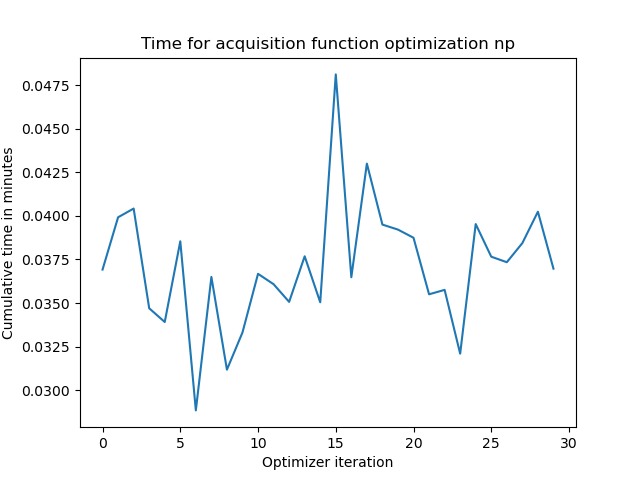 Time for acquisition function optimization np
Cumulative time in minutes
0.0475
0.0450
0.0425
0.0400
0.0375
0.0350
0.0325
0.0300
0 5 10 15 20 25 30
Optimizer iteration